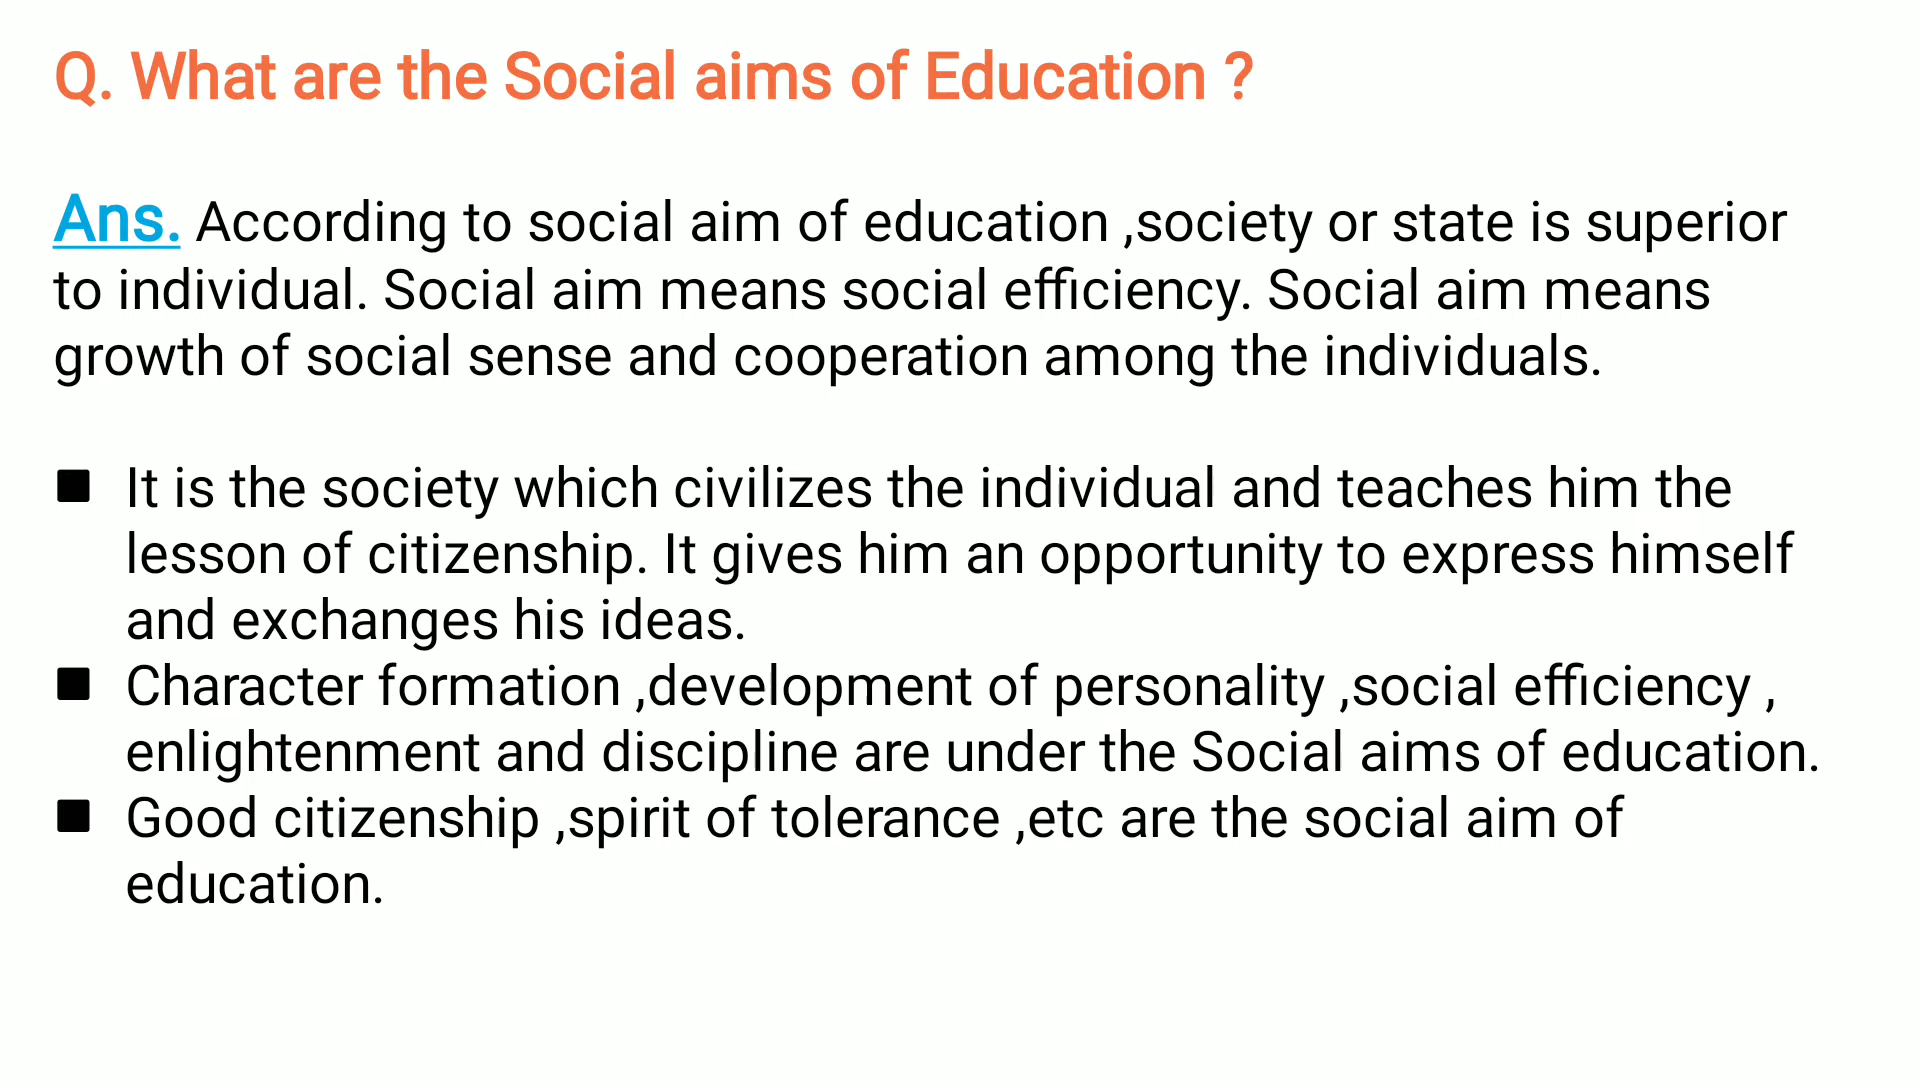 Q. What are the Social aims of Education ?
Ans. According to social aim of education ,society or state is superior
to individual. Social aim means social efficiency. Social aim means
growth of social sense and cooperation among the individuals.
■ It is the society which civilizes the individual and teaches him the
lesson of citizenship. It gives him an opportunity to express himself
and exchanges his ideas.
■ Character formation ,development of personality ,social efficiency ,
enlightenment and discipline are under the Social aims of education.
■ Good citizenship ,spirit of tolerance ,etc are the social aim of
education.